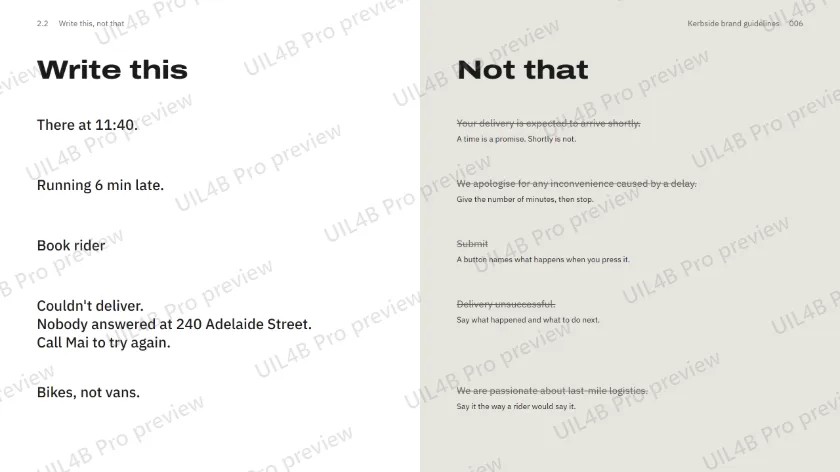 2.2 Write this, not that
Kerbside brand guidelines 006
Write this
Not that
There at 11:40.
Your delivery is expected to arrive shortly.
A time is a promise. Shortly is not.
Running 6 min late.
We apologise for any inconvenience caused by a delay.
Give the number of minutes, then stop.
Book rider
Submit
A button names what happens when you press it.
Couldn't deliver.
Nobody answered at 240 Adelaide Street.
Call Mai to try again.
Delivery unsuccessful.
Say what happened and what to do next.
Bikes, not vans.
We are passionate about last-mile logistics.
Say it the way a rider would say it.
UIL4B Pro preview